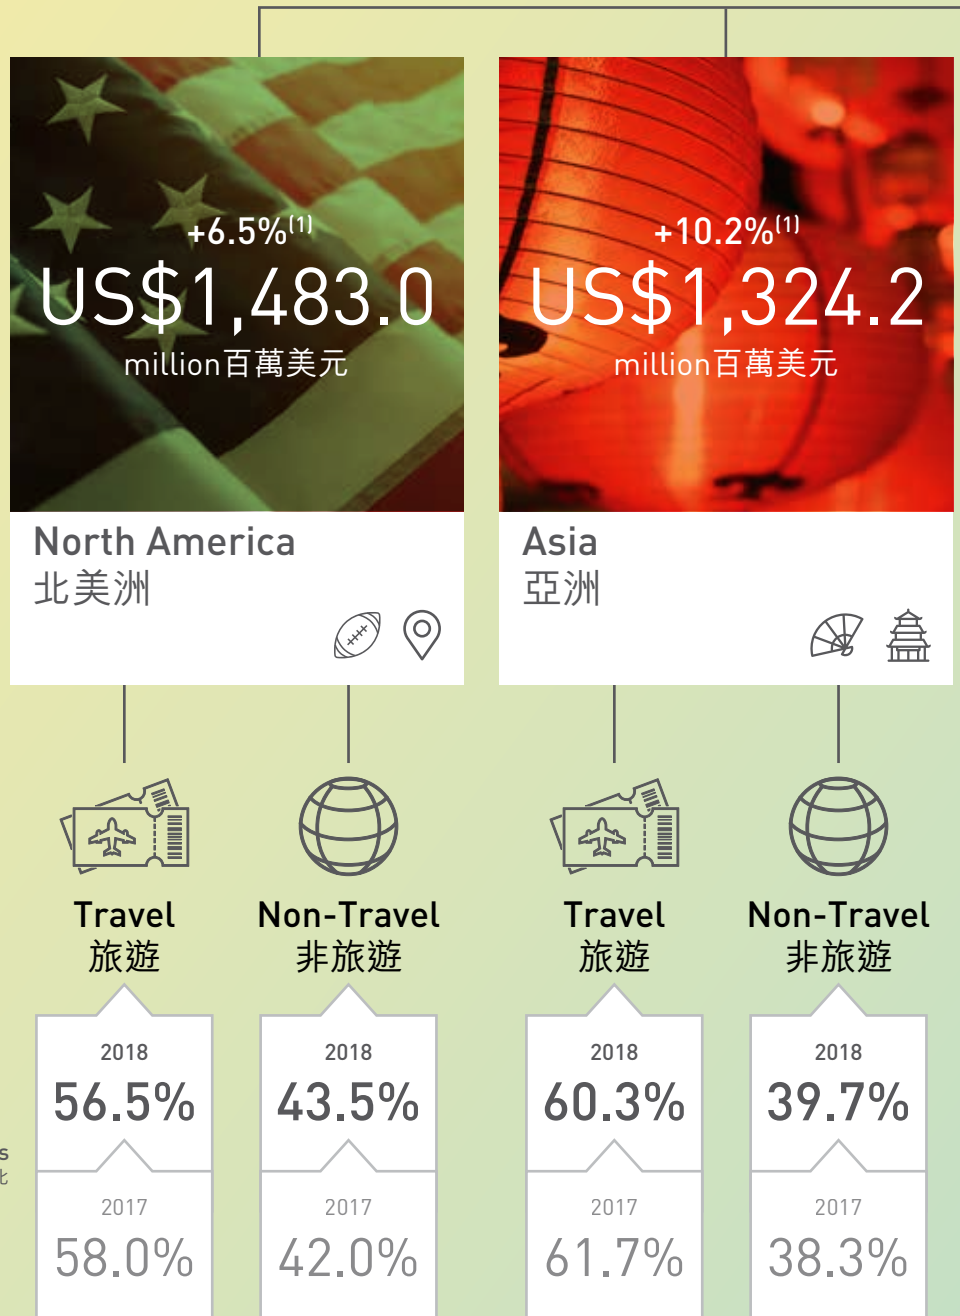 +6.5%(1)
US$1,483.0
million百萬美元
North America
北美洲
+10.2%(1)
US$1,324.2
million百萬美元
Asia
亞洲
Travel
旅遊
Non-Travel
非旅遊
Travel
旅遊
Non-Travel
非旅遊
2018
56.5%
2018
43.5%
2018
60.3%
2018
39.7%
2017
58.0%
2017
42.0%
2017
61.7%
2017
38.3%